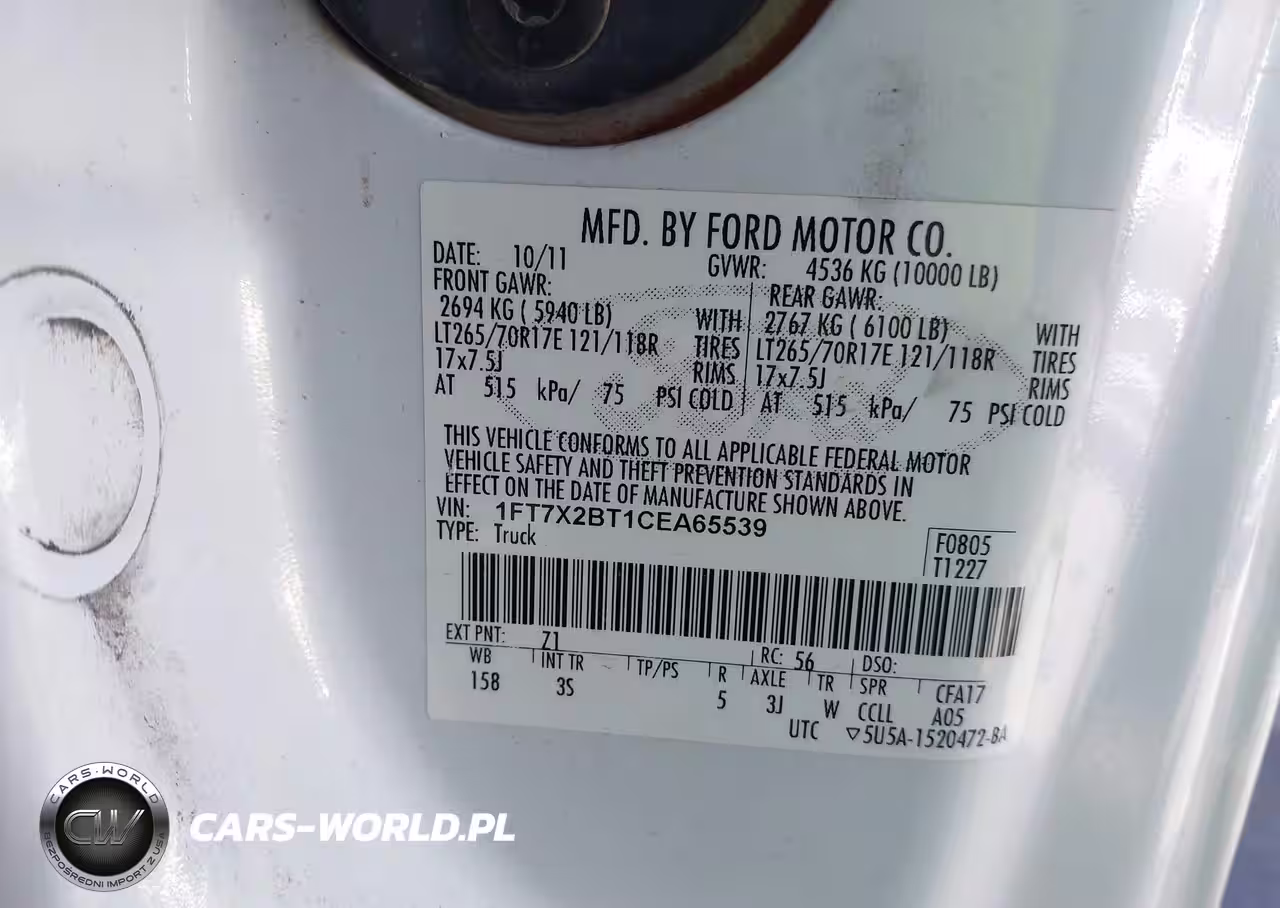 MFD. BY FORD MOTOR CO.
DATE: 10/11 GVWR: 4536 KG (10000 LB)
FRONT GAWR: REAR GAWR:
2694 KG ( 5940 LB) WITH 2767 KG ( 6100 LB) WITH
LT265/70R17E 121/118R TIRES LT265/70R17E 121/118R TIRES
17x7.5J RIMS 17x7.5J RIMS
AT 515 kPa/ 75 PSI COLD AT 515 kPa/ 75 PSI COLD
THIS VEHICLE CONFORMS TO ALL APPLICABLE FEDERAL MOTOR
VEHICLE SAFETY AND THEFT PREVENTION STANDARDS IN
EFFECT ON THE DATE OF MANUFACTURE SHOWN ABOVE.
VIN: 1FT7X2BT1CEA65539
TYPE: Truck
F0805
T1227
EXT PNT: Z1 RC: 56 DSO:
WB INT TR TP/PS R AXLE TR SPR CFA17
158 3S 5 3J W CCLL A05
UTC ▽5U5A-1520472-BA
CARS-WORLD
CW
BEZPOŚREDNI IMPORT Z USA
CARS-WORLD.PL